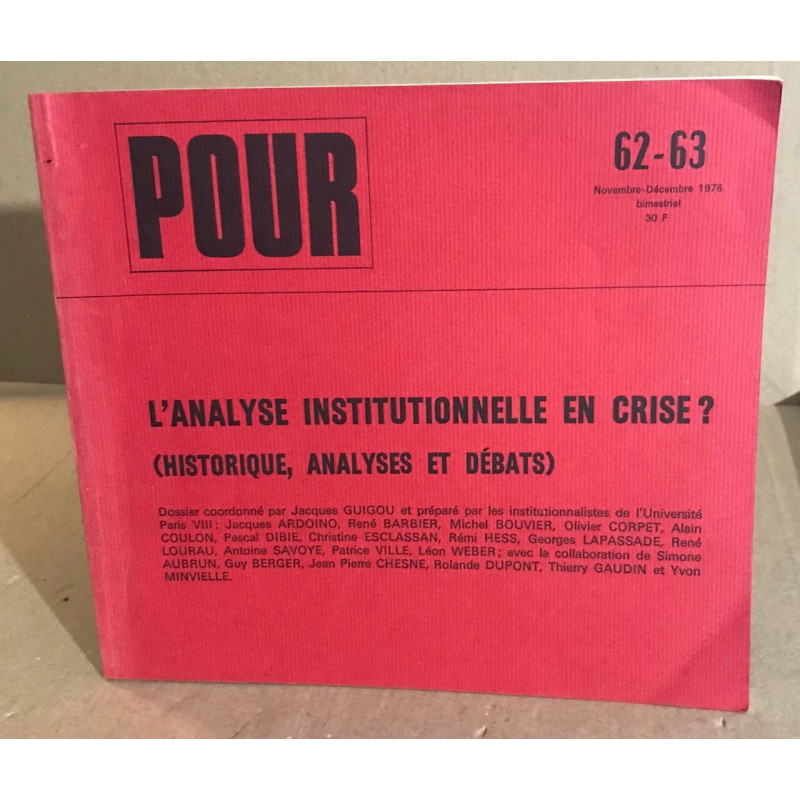 POUR
62-63
Novembre-Décembre 1978
bimestriel
30 F
L'ANALYSE INSTITUTIONNELLE EN CRISE ?
(HISTORIQUE, ANALYSES ET DÉBATS)
Dossier coordonné par Jacques GUIGOU et préparé par les institutionnalistes de l'Université
Paris VIII : Jacques ARDOINO, René BARBIER, Michel BOUVIER, Olivier CORPET, Alain
COULON, Pascal DIBIE, Christine ESCLASSAN, Rémi HESS, Georges LAPASSADE, René
LOURAU, Antoine SAVOYE, Patrice VILLE, Léon WEBER ; avec la collaboration de Simone
AUBRUN, Guy BERGER, Jean Pierre CHESNE, Rolande DUPONT, Thierry GAUDIN et Yvon
MINVIELLE.